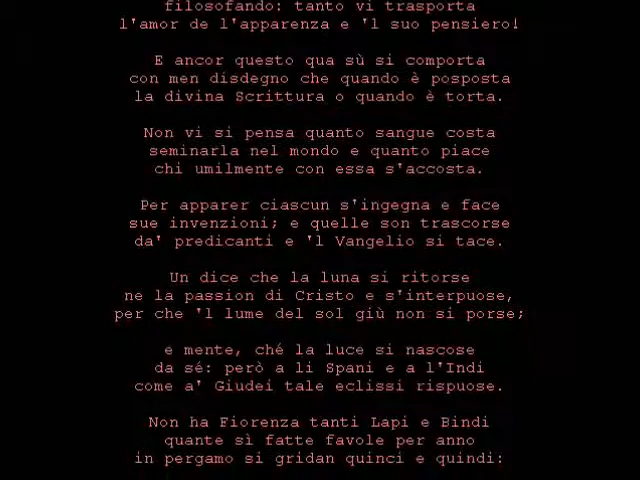 filosofando: tanto vi trasporta
l'amor de l'apparenza e 'l suo pensiero!
E ancor questo qua sù si comporta
con men disdegno che quando è posposta
la divina Scrittura o quando è torta.
Non vi si pensa quanto sangue costa
seminarla nel mondo e quanto piace
chi umilmente con essa s'accosta.
Per apparer ciascun s'ingegna e face
sue invenzioni; e quelle son trascorse
da' predicanti e 'l Vangelio si tace.
Un dice che la luna si ritorse
ne la passion di Cristo e s'interpuose,
per che 'l lume del sol giù non si porse;
e mente, ché la luce si nascose
da sé: però a li Spani e a l'Indi
come a' Giudei tale eclissi rispuose.
Non ha Fiorenza tanti Lapi e Bindi
quante sì fatte favole per anno
in pergamo si gridan quinci e quindi: